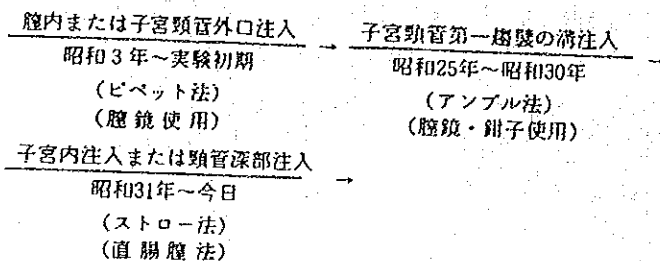 膣内または子宮頸管外口注入 → 子宮頸管第一趨襞の溝注入 →
昭和3年～実験初期 昭和25年～昭和30年
(ピペット法) (アンプル法)
(膣鏡使用) (膣鏡・鉗子使用)
子宮内注入または頸管深部注入 →
昭和31年～今日
(ストロー法)
(直腸膣法)